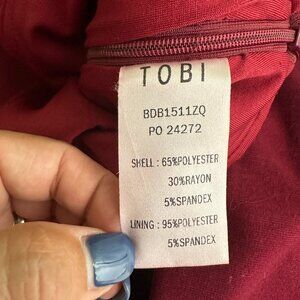 TOBI
BDB1511ZQ
PO 24272
SHELL : 65%POLYESTER
30%RAYON
5%SPANDEX
LINING : 95%POLYESTER
5%SPANDEX